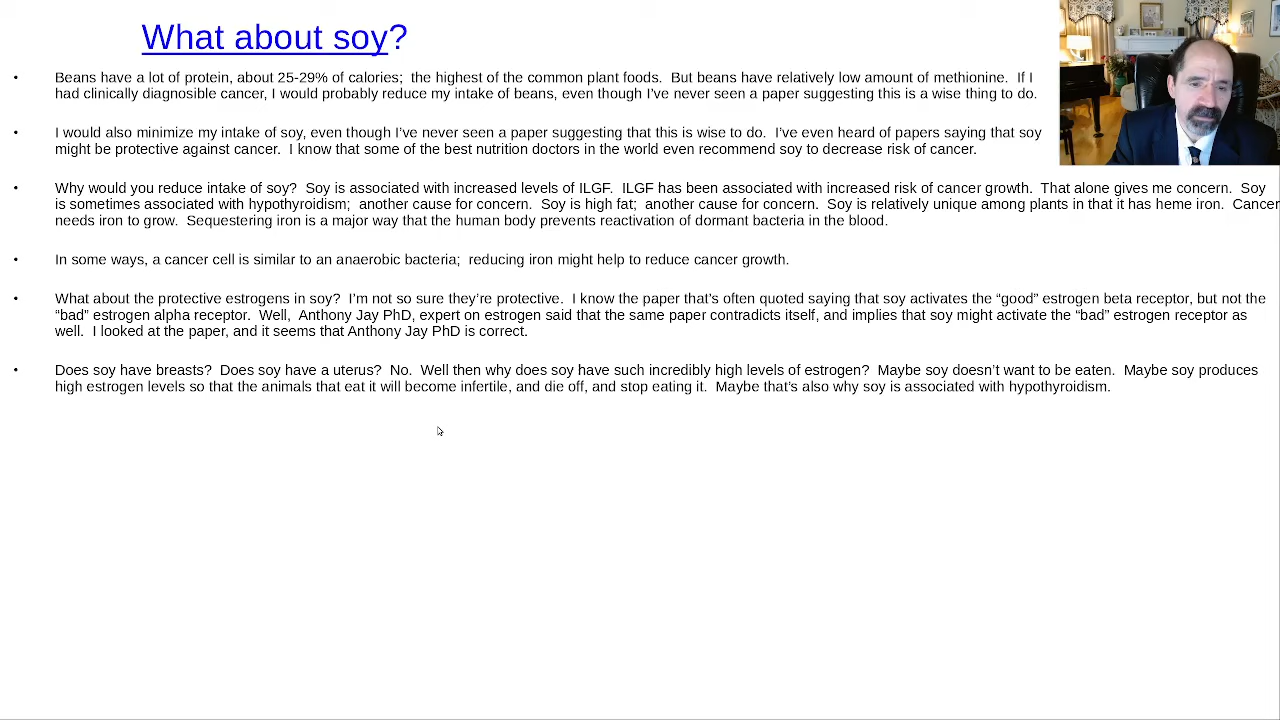 What about soy?
• Beans have a lot of protein, about 25-29% of calories;  the highest of the common plant foods.  But beans have relatively low amount of methionine.  If I
had clinically diagnosible cancer, I would probably reduce my intake of beans, even though I've never seen a paper suggesting this is a wise thing to do.
• I would also minimize my intake of soy, even though I've never seen a paper suggesting that this is wise to do.  I've even heard of papers saying that soy
might be protective against cancer.  I know that some of the best nutrition doctors in the world even recommend soy to decrease risk of cancer.
• Why would you reduce intake of soy?  Soy is associated with increased levels of ILGF.  ILGF has been associated with increased risk of cancer growth.  That alone gives me concern.  Soy
is sometimes associated with hypothyroidism;  another cause for concern.  Soy is high fat;  another cause for concern.  Soy is relatively unique among plants in that it has heme iron.  Cancer
needs iron to grow.  Sequestering iron is a major way that the human body prevents reactivation of dormant bacteria in the blood.
• In some ways, a cancer cell is similar to an anaerobic bacteria;  reducing iron might help to reduce cancer growth.
• What about the protective estrogens in soy?  I'm not so sure they're protective.  I know the paper that's often quoted saying that soy activates the “good” estrogen beta receptor, but not the
“bad” estrogen alpha receptor.  Well,  Anthony Jay PhD, expert on estrogen said that the same paper contradicts itself, and implies that soy might activate the “bad” estrogen receptor as
well.  I looked at the paper, and it seems that Anthony Jay PhD is correct.
• Does soy have breasts?  Does soy have a uterus?  No.  Well then why does soy have such incredibly high levels of estrogen?  Maybe soy doesn't want to be eaten.  Maybe soy produces
high estrogen levels so that the animals that eat it will become infertile, and die off, and stop eating it.  Maybe that's also why soy is associated with hypothyroidism.